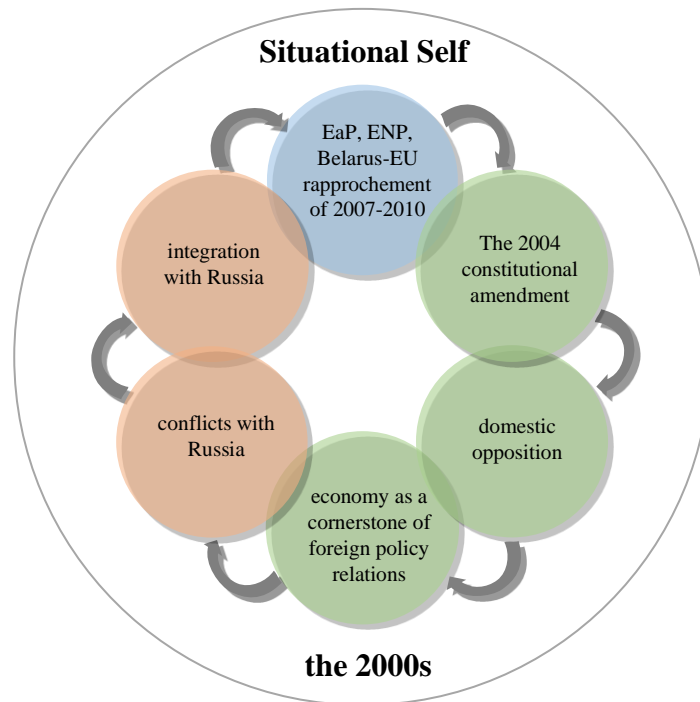 Situational Self
EaP, ENP,
Belarus-EU
rapprochement
of 2007-2010
The 2004
constitutional
amendment
domestic
opposition
economy as a
cornerstone of
foreign policy
relations
conflicts with
Russia
integration
with Russia
the 2000s